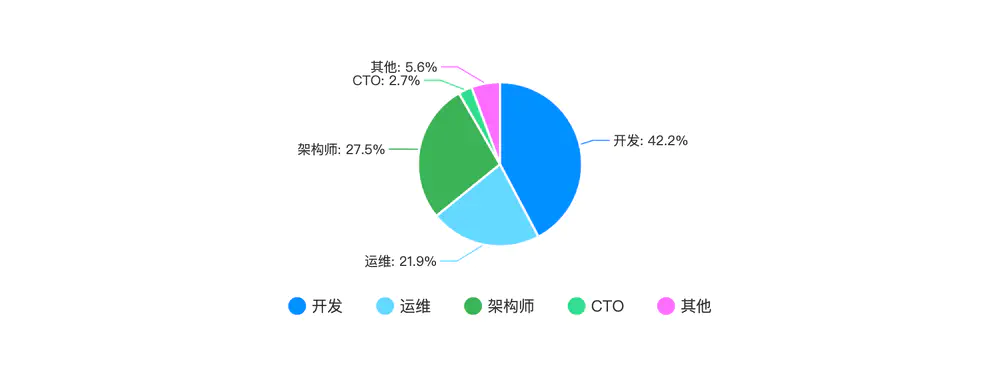 其他: 5.6%
CTO: 2.7%
开发: 42.2%
架构师: 27.5%
运维: 21.9%
开发 运维 架构师 CTO 其他